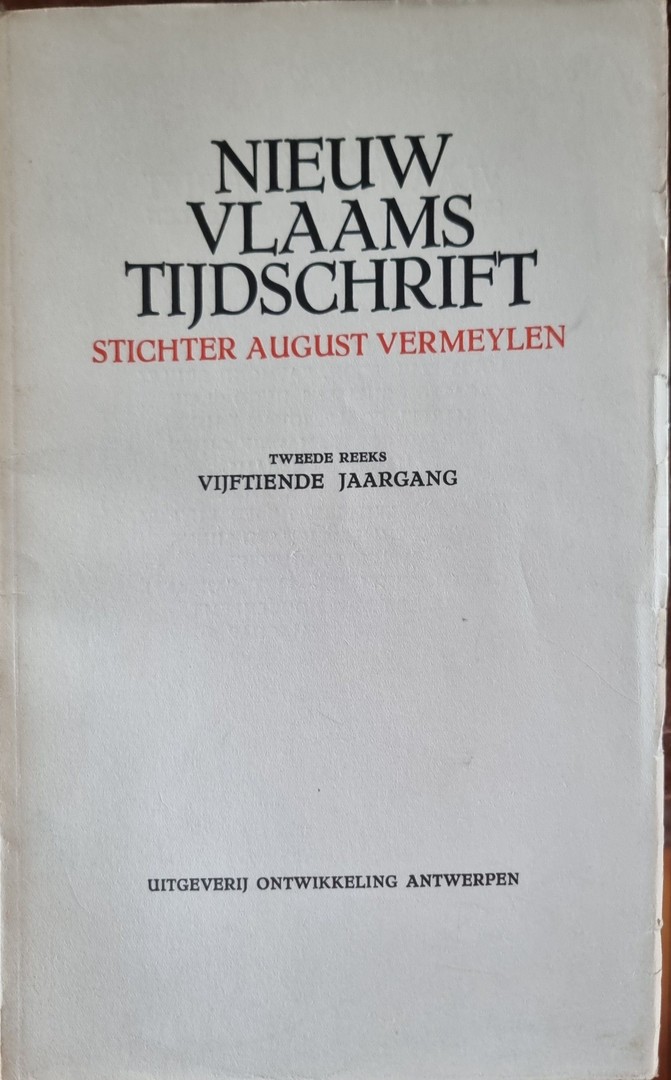 NIEUW
VLAAMS
TIJDSCHRIFT
STICHTER AUGUST VERMEYLEN
TWEEDE REEKS
VIJFTIENDE JAARGANG
UITGEVERIJ ONTWIKKELING ANTWERPEN